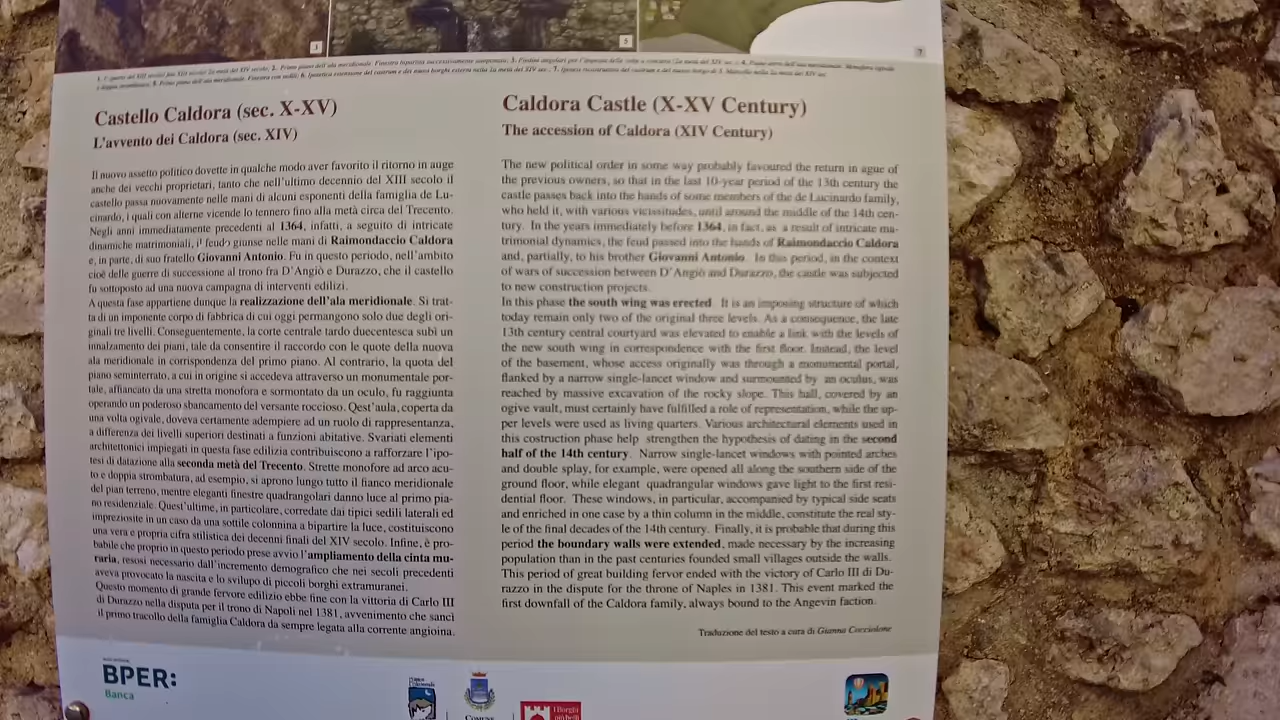 Castello Caldora (sec. X-XV)
L'avvento dei Caldora (sec. XIV)
Il nuovo assetto politico dovette in qualche modo aver favorito il ritorno in auge
anche dei vecchi proprietari, tanto che nell'ultimo decennio del XIII secolo il
castello passa nuovamente nelle mani di alcuni esponenti della famiglia de Lu-
cinardo, i quali con alterne vicende lo tennero fino alla metà circa del Trecento.
Negli anni immediatamente precedenti al 1364, infatti, a seguito di intricate
dinamiche matrimoniali, il feudo giunse nelle mani di Raimondaccio Caldora
e, in parte, di suo fratello Giovanni Antonio. Fu in questo periodo, nell'ambito
cioè delle guerre di successione al trono fra D'Angiò e Durazzo, che il castello
fu sottoposto ad una nuova campagna di interventi edilizi.
A questa fase appartiene dunque la realizzazione dell'ala meridionale. Si trat-
ta di un imponente corpo di fabbrica di cui oggi permangono solo due degli ori-
ginali tre livelli. Conseguentemente, la corte centrale tardo duecentesca subì un
innalzamento dei piani, tale da consentire il raccordo con le quote della nuova
ala meridionale in corrispondenza del primo piano. Al contrario, la quota del
piano seminterrato, a cui in origine si accedeva attraverso un monumentale por-
tale, affiancato da una stretta monofora e sormontato da un oculo, fu raggiunta
operando un poderoso sbancamento del versante roccioso. Qest'aula, coperta da
una volta ogivale, doveva certamente adempiere ad un ruolo di rappresentanza,
a differenza dei livelli superiori destinati a funzioni abitative. Svariati elementi
architettonici impiegati in questa fase edilizia contribuiscono a rafforzare l'ipo-
tesi di datazione alla seconda metà del Trecento. Strette monofore ad arco acu-
to e doppia strombatura, ad esempio, si aprono lungo tutto il fianco meridionale
del pian terreno, mentre eleganti finestre quadrangolari danno luce al primo pia-
no residenziale. Quest'ultime, in particolare, corredate dai tipici sedili laterali ed
impreziosite in un caso da una sottile colonnina a bipartire la luce, costituiscono
una vera e propria cifra stilistica dei decenni finali del XIV secolo. Infine, è pro-
babile che proprio in questo periodo prese avvio l'ampliamento della cinta mu-
raria, resosi necessario dall'incremento demografico che nei secoli precedenti
aveva provocato la nascita e lo sviluppo di piccoli borghi extramuranei.
Questo momento di grande fervore edilizio ebbe fine con la vittoria di Carlo III
di Durazzo nella disputa per il trono di Napoli nel 1381, avvenimento che sancì
il primo tracollo della famiglia Caldora da sempre legata alla corrente angioina.
Caldora Castle (X-XV Century)
The accession of Caldora (XIV Century)
The new political order in some way probably favoured the return in ague of
the previous owners, so that in the last 10-year period of the 13th century the
castle passes back into the hands of some members of the de Lucinardo family,
who held it, with various vicissitudes, until around the middle of the 14th cen-
tury. In the years immediately before 1364, in fact, as a result of intricate ma-
trimonial dynamics, the feud passed into the hands of Raimondaccio Caldora
and, partially, to his brother Giovanni Antonio. In this period, in the context
of wars of succession between D'Angiò and Durazzo, the castle was subjected
to new construction projects.
In this phase the south wing was erected. It is an imposing structure of which
today remain only two of the original three levels. As a consequence, the late
13th century central courtyard was elevated to enable a link with the levels of
the new south wing in correspondence with the first floor. Instead, the level
of the basement, whose access originally was through a monumental portal,
flanked by a narrow single-lancet window and surmounted by an oculus, was
reached by massive excavation of the rocky slope. This hall, covered by an
ogive vault, must certainly have fulfilled a role of representation, while the up-
per levels were used as living quarters. Various architectural elements used in
this costruction phase help strengthen the hypothesis of dating in the second
half of the 14th century. Narrow single-lancet windows with pointed arches
and double splay, for example, were opened all along the southern side of the
ground floor, while elegant quadrangular windows gave light to the first resi-
dential floor. These windows, in particular, accompanied by typical side seats
and enriched in one case by a thin column in the middle, constitute the real sty-
le of the final decades of the 14th century. Finally, it is probable that during this
period the boundary walls were extended, made necessary by the increasing
population than in the past centuries founded small villages outside the walls.
This period of great building fervor ended with the victory of Carlo III di Du-
razzo in the dispute for the throne of Naples in 1381. This event marked the
first downfall of the Caldora family, always bound to the Angevin faction.
Traduzione del testo a cura di Gianna Cocciolone
BPER:
Banca
COMUNE
I Borghi
più belli